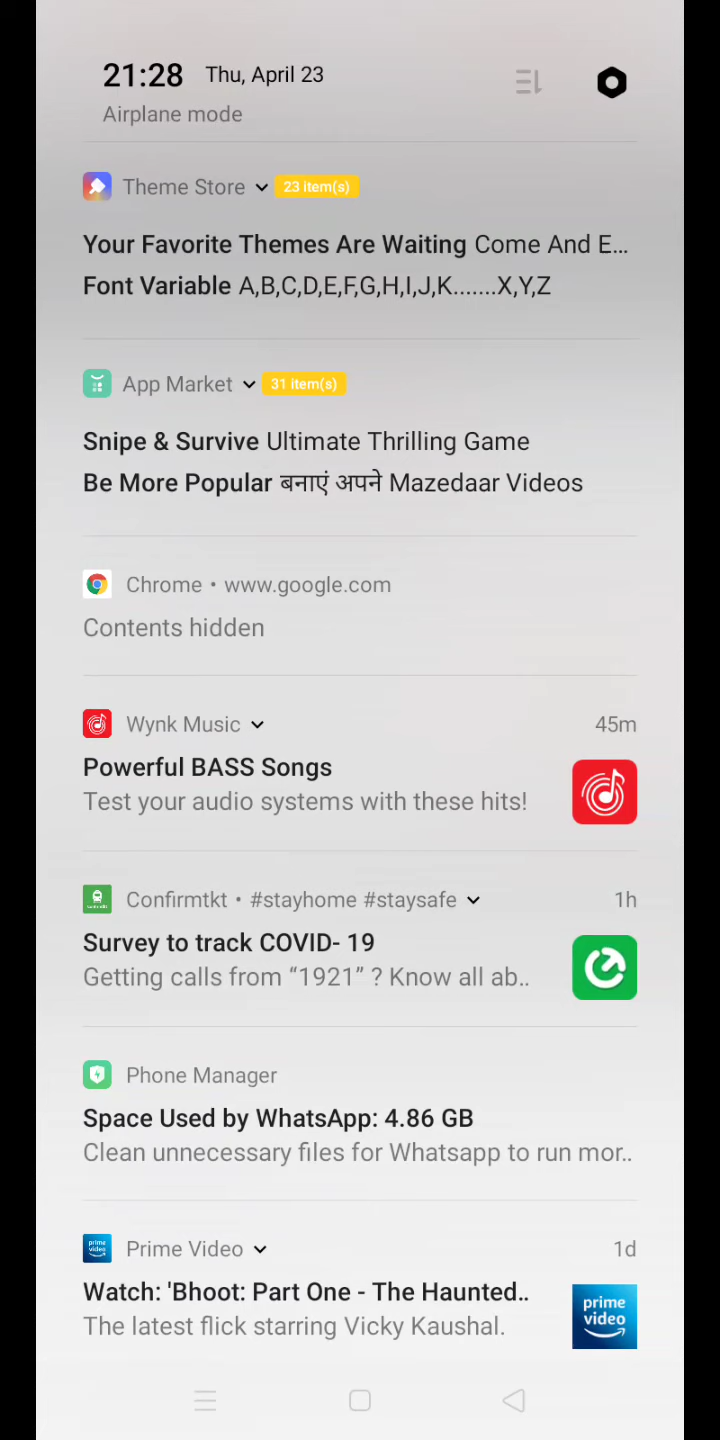 21:28 Thu, April 23
Airplane mode
Theme Store 23 item(s)
Your Favorite Themes Are Waiting Come And E...
Font Variable A,B,C,D,E,F,G,H,I,J,K.......X,Y,Z
App Market 31 item(s)
Snipe & Survive Ultimate Thrilling Game
Be More Popular बनाएं अपने Mazedaar Videos
Chrome • www.google.com
Contents hidden
Wynk Music 45m
Powerful BASS Songs
Test your audio systems with these hits!
Confirmtkt • #stayhome #staysafe 1h
Survey to track COVID- 19
Getting calls from “1921” ? Know all ab..
Phone Manager
Space Used by WhatsApp: 4.86 GB
Clean unnecessary files for Whatsapp to run mor..
prime video Prime Video 1d
Watch: 'Bhoot: Part One - The Haunted..
The latest flick starring Vicky Kaushal.
prime
video